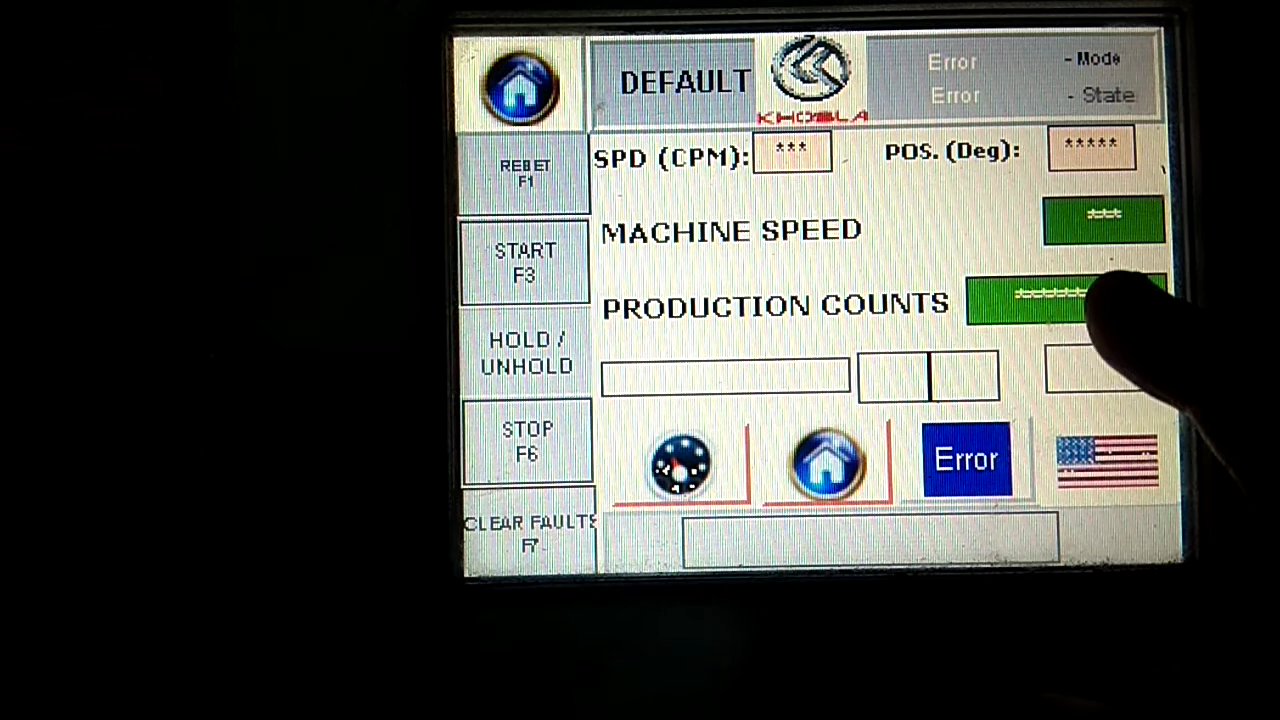 DEFAULT
KHOSLA
Error - Mode
Error - State
RESET
F1
SPD (CPM): ***
POS. (Deg): *****
START
F3
MACHINE SPEED ***
PRODUCTION COUNTS
HOLD /
UNHOLD
STOP
F6
Error
CLEAR FAULTS
F7